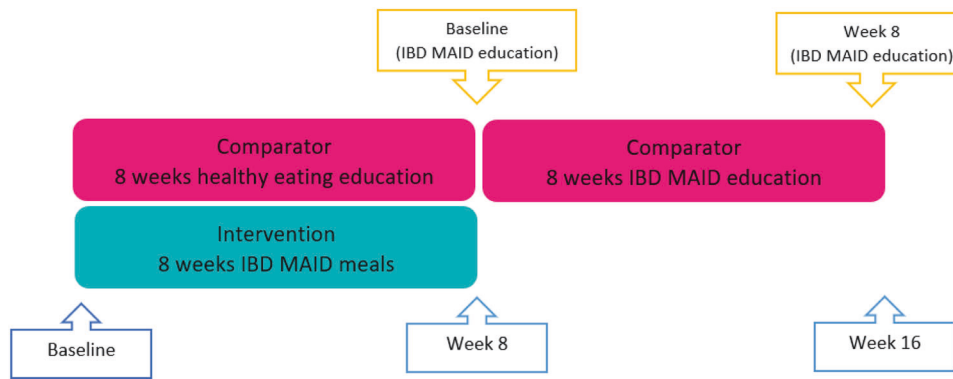 Baseline
(IBD MAID education)
Week 8
(IBD MAID education)
Comparator
8 weeks healthy eating education
Comparator
8 weeks IBD MAID education
Intervention
8 weeks IBD MAID meals
Baseline
Week 8
Week 16